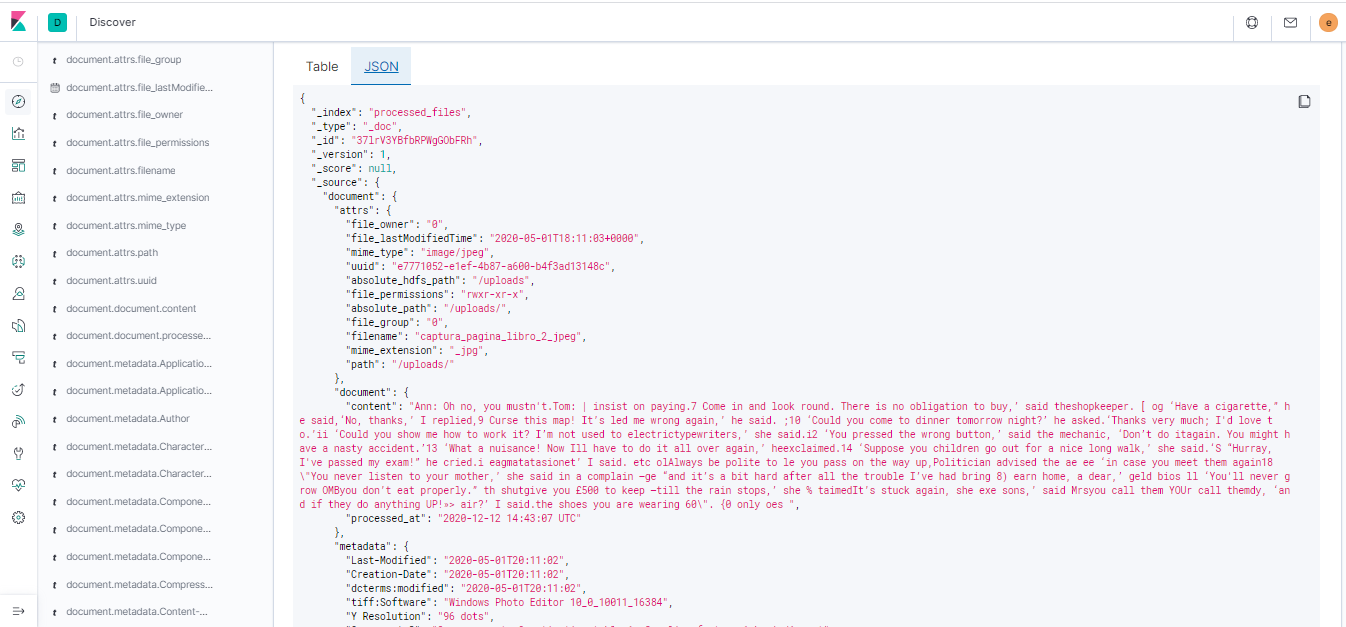 D
Discover
e
document.attrs.file_group
document.attrs.file_lastModifie...
document.attrs.file_owner
document.attrs.file_permissions
document.attrs.filename
document.attrs.mime_extension
document.attrs.mime_type
document.attrs.path
document.attrs.uuid
document.document.content
document.document.processe...
document.metadata.Applicatio...
document.metadata.Applicatio...
document.metadata.Author
document.metadata.Character...
document.metadata.Character...
document.metadata.Componen...
document.metadata.Compone...
document.metadata.Compone...
document.metadata.Compress...
document.metadata.Content-...
Table JSON
{
"_index": "processed_files",
"_type": "_doc",
"_id": "37lrV3YBfbRPWgGObFRh",
"_version": 1,
"_score": null,
"_source": {
"document": {
"attrs": {
"file_owner": "0",
"file_lastModifiedTime": "2020-05-01T18:11:03+0000",
"mime_type": "image/jpeg",
"uuid": "e7771052-e1ef-4b87-a600-b4f3ad13148c",
"absolute_hdfs_path": "/uploads",
"file_permissions": "rwxr-xr-x",
"absolute_path": "/uploads/",
"file_group": "0",
"filename": "captura_pagina_libro_2_jpeg",
"mime_extension": "_jpg",
"path": "/uploads/"
},
"document": {
"content": "Ann: Oh no, you mustn't.Tom: | insist on paying.7 Come in and look round. There is no obligation to buy,' said theshopkeeper. [ og ‘Have a cigarette,” h
e said,‘No, thanks,’ I replied,9 Curse this map! It’s led me wrong again,’ he said. ;10 ‘Could you come to dinner tomorrow night?’ he asked.‘Thanks very much; I'd love t
o.’ii ‘Could you show me how to work it? I’m not used to electrictypewriters,’ she said.i2 ‘You pressed the wrong button,’ said the mechanic, ‘Don’t do itagain. You might h
ave a nasty accident.’13 ‘What a nuisance! Now Ill have to do it all over again,’ heexclaimed.14 ‘Suppose you children go out for a nice long walk,’ she said.'S “Hurray,
I've passed my exam!” he cried.i eagmatatasionet’ I said. etc olAlways be polite to le you pass on the way up,Politician advised the ae ee ‘in case you meet them again18
\"You never listen to your mother,’ she said in a complain —ge “and it's a bit hard after all the trouble I've had bring 8) earn home, a dear,’ geld bios ll ‘You'll never g
row OMByou don't eat properly.” th shutgive you £500 to keep —till the rain stops,’ she % taimedIt's stuck again, she exe sons,’ said Mrsyou call them YOUr call themdy, ‘an
d if they do anything UP!»> air?’ I said.the shoes you are wearing 60\". {0 only oes ",
"processed_at": "2020-12-12 14:43:07 UTC"
},
"metadata": {
"Last-Modified": "2020-05-01T20:11:02",
"Creation-Date": "2020-05-01T20:11:02",
"dcterms:modified": "2020-05-01T20:11:02",
"tiff:Software": "Windows Photo Editor 10_0_10011_16384",
"Y Resolution": "96 dots",